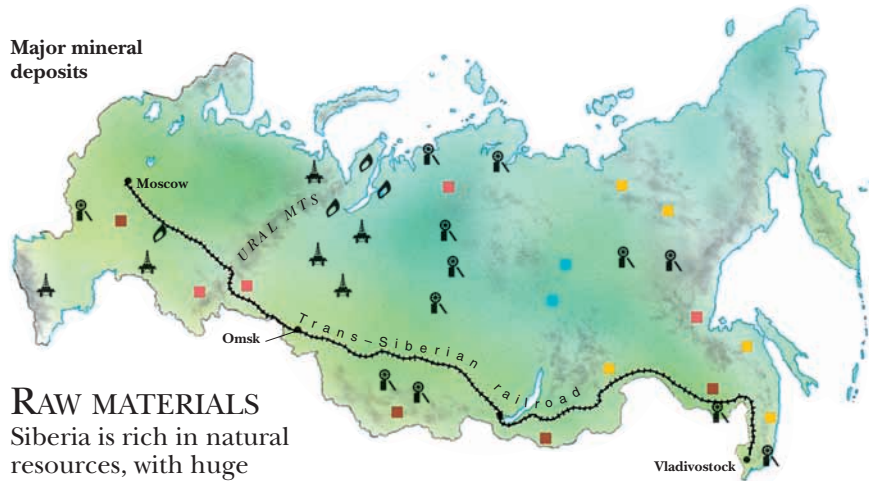 Major mineral
deposits
Moscow
URAL MTS
Omsk
Trans–Siberian railroad
RAW MATERIALS
Siberia is rich in natural
resources, with huge
Vladivostock